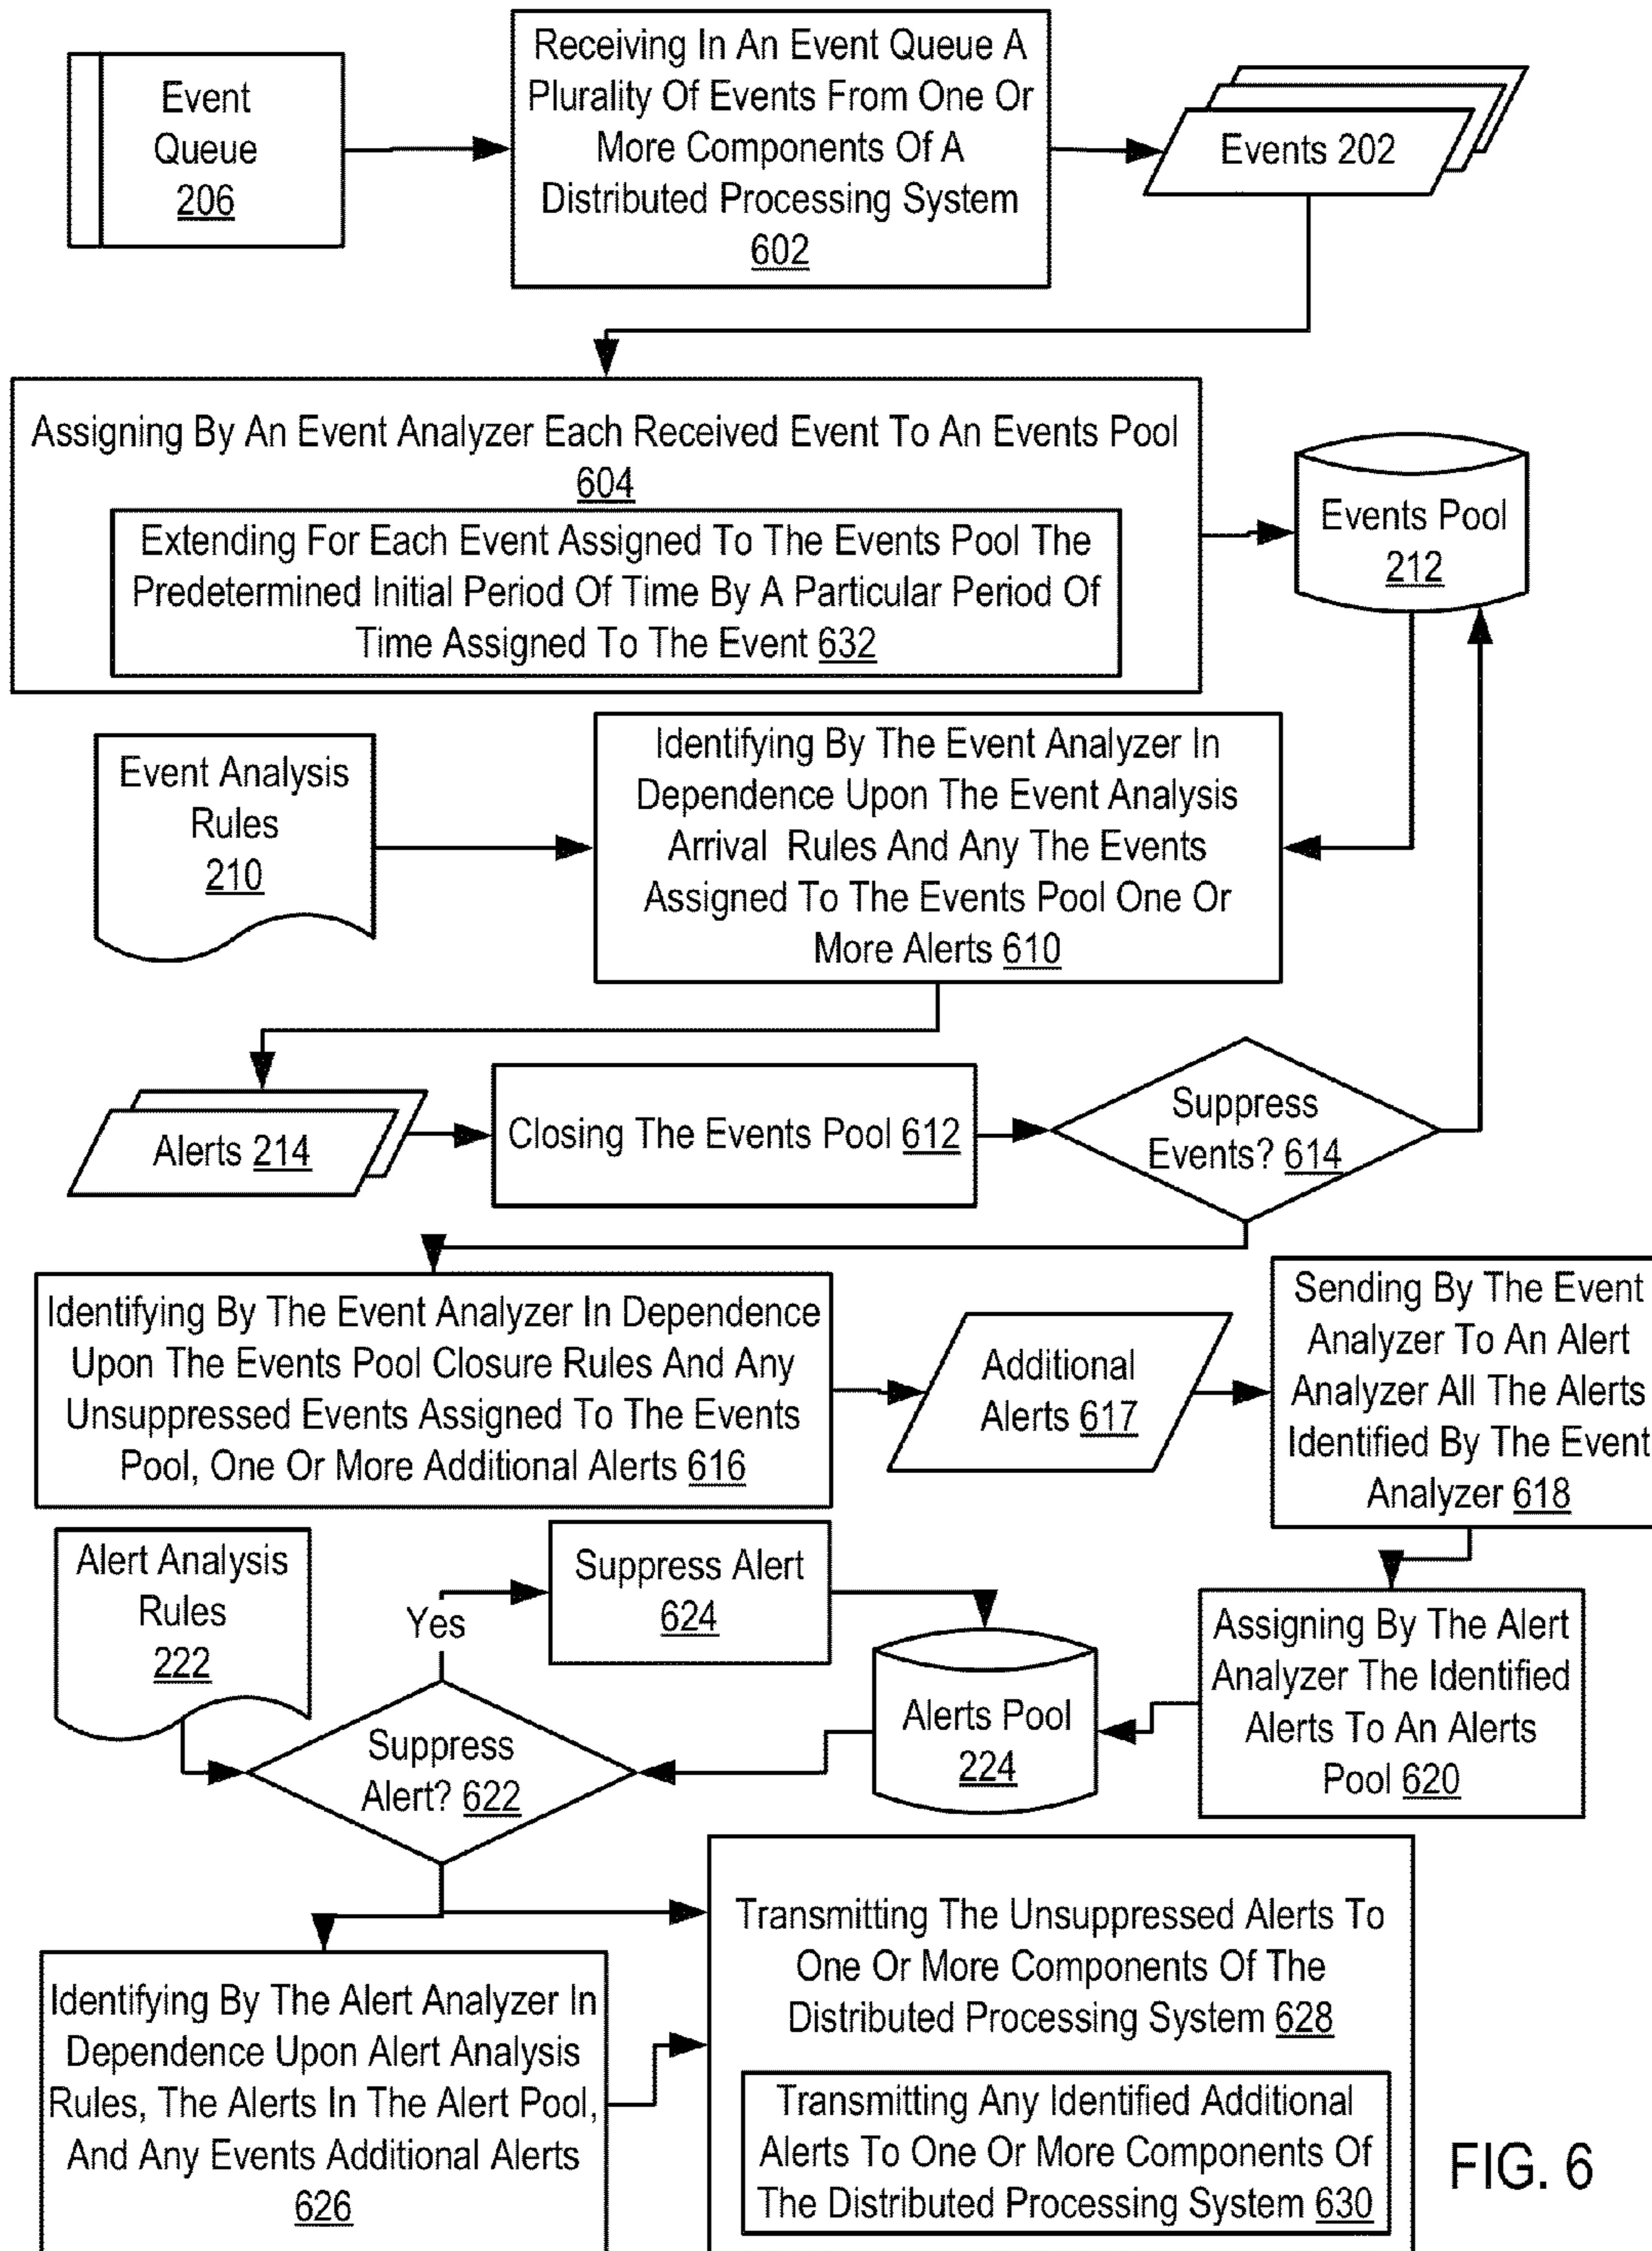 Event
Queue
206
Receiving In An Event Queue A
Plurality Of Events From One Or
More Components Of A
Distributed Processing System
602
Events 202
Assigning By An Event Analyzer Each Received Event To An Events Pool
604
Extending For Each Event Assigned To The Events Pool The
Predetermined Initial Period Of Time By A Particular Period Of
Time Assigned To The Event 632
Events Pool
212
Event Analysis
Rules
210
Identifying By The Event Analyzer In
Dependence Upon The Event Analysis
Arrival Rules And Any The Events
Assigned To The Events Pool One Or
More Alerts 610
Alerts 214
Closing The Events Pool 612
Suppress
Events? 614
Identifying By The Event Analyzer In Dependence
Upon The Events Pool Closure Rules And Any
Unsuppressed Events Assigned To The Events
Pool, One Or More Additional Alerts 616
Additional
Alerts 617
Sending By The Event
Analyzer To An Alert
Analyzer All The Alerts
Identified By The Event
Analyzer 618
Alert Analysis
Rules
222
Yes
Suppress Alert
624
Alerts Pool
224
Assigning By The Alert
Analyzer The Identified
Alerts To An Alerts
Pool 620
Suppress
Alert? 622
Identifying By The Alert Analyzer In
Dependence Upon Alert Analysis
Rules, The Alerts In The Alert Pool,
And Any Events Additional Alerts
626
Transmitting The Unsuppressed Alerts To
One Or More Components Of The
Distributed Processing System 628
Transmitting Any Identified Additional
Alerts To One Or More Components Of
The Distributed Processing System 630
FIG. 6